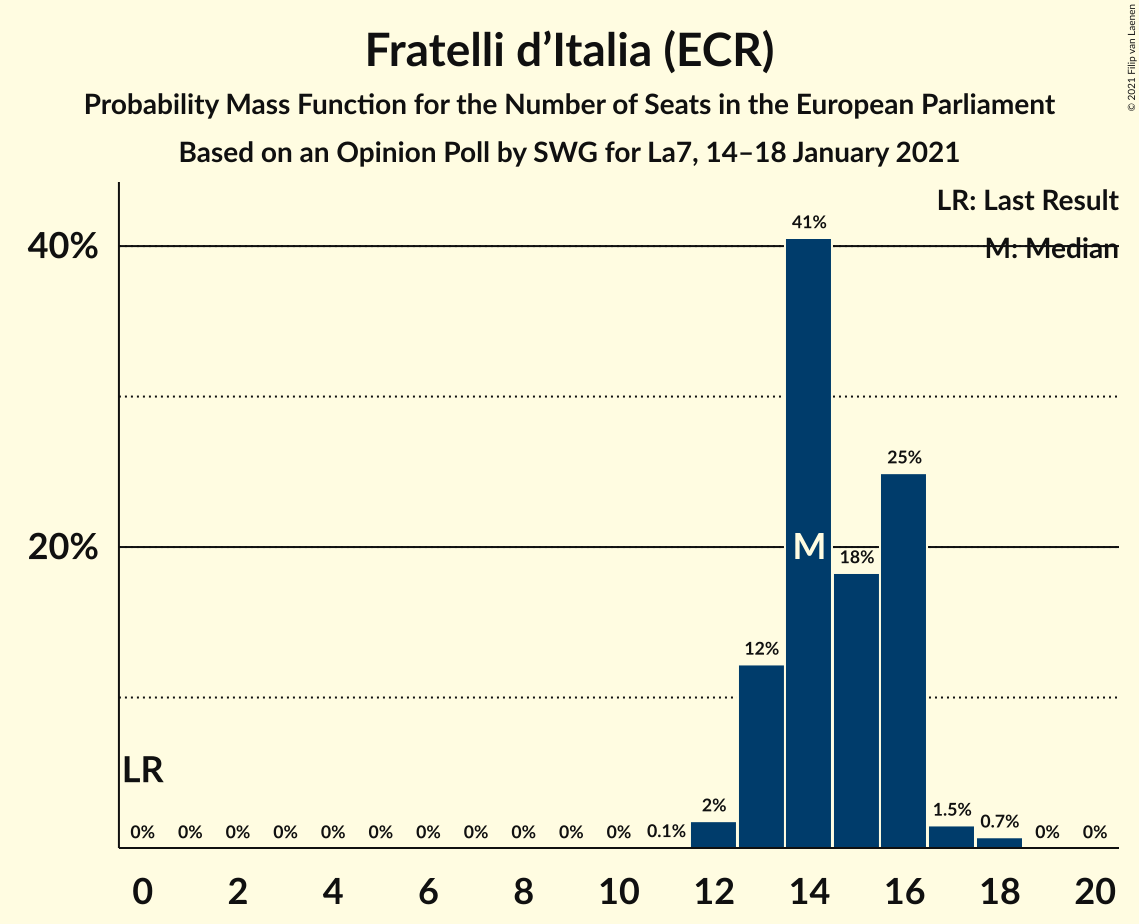 Fratelli d’Italia (ECR)
Probability Mass Function for the Number of Seats in the European Parliament
Based on an Opinion Poll by SWG for La7, 14–18 January 2021
© 2021 Filip van Laenen
LR: Last Result
M: Median
40%
20%
41%
25%
M
18%
12%
LR
2%
1.5%
0.7%
0% 0% 0% 0% 0% 0% 0% 0% 0% 0% 0% 0.1% 0% 0%
0 2 4 6 8 10 12 14 16 18 20